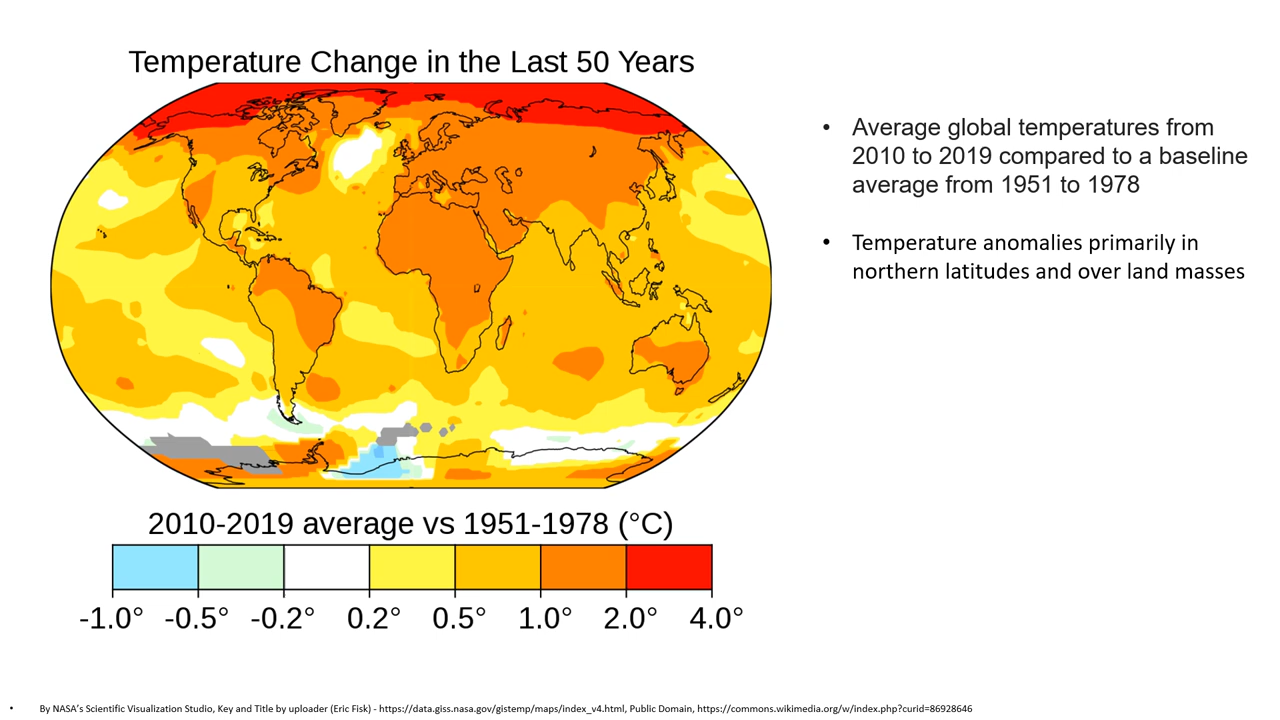 Temperature Change in the Last 50 Years
• Average global temperatures from
2010 to 2019 compared to a baseline
average from 1951 to 1978
• Temperature anomalies primarily in
northern latitudes and over land masses
2010-2019 average vs 1951-1978 (°C)
-1.0° -0.5° -0.2° 0.2° 0.5° 1.0° 2.0° 4.0°
• By NASA's Scientific Visualization Studio, Key and Title by uploader (Eric Fisk) - https://data.giss.nasa.gov/gistemp/maps/index_v4.html, Public Domain, https://commons.wikimedia.org/w/index.php?curid=86928646